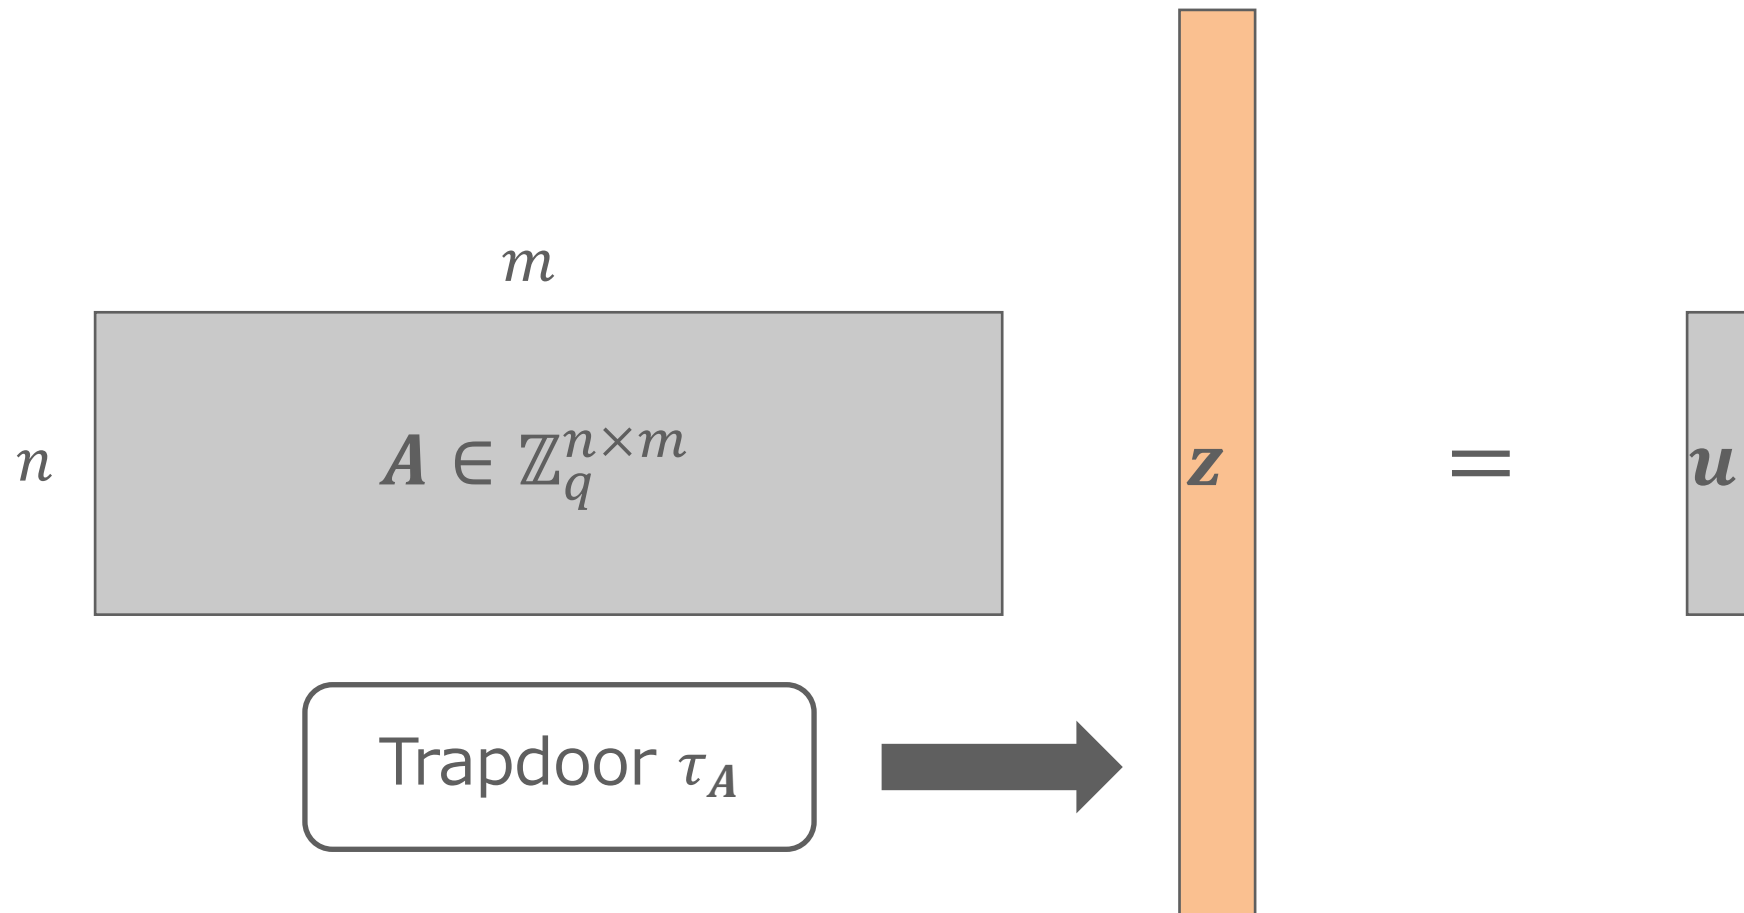 m
n
A ∈ ℤ_q^{n×m}
z
=
u
Trapdoor τ_A